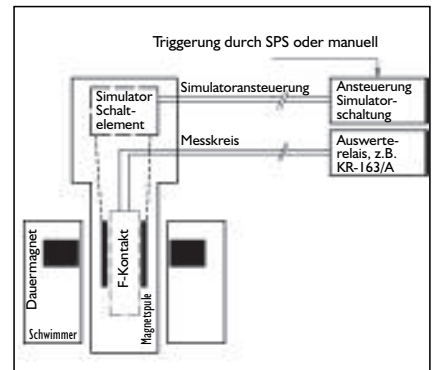 Triggerung durch SPS oder manuell
Simulator
Schalt-
element
Simulatoransteuerung
Ansteuerung
Simulator-
schaltung
Messkreis
Auswerte-
relais, z.B.
KR-163/A
Dauermagnet
Schwimmer
F-Kontakt
Magnetspule